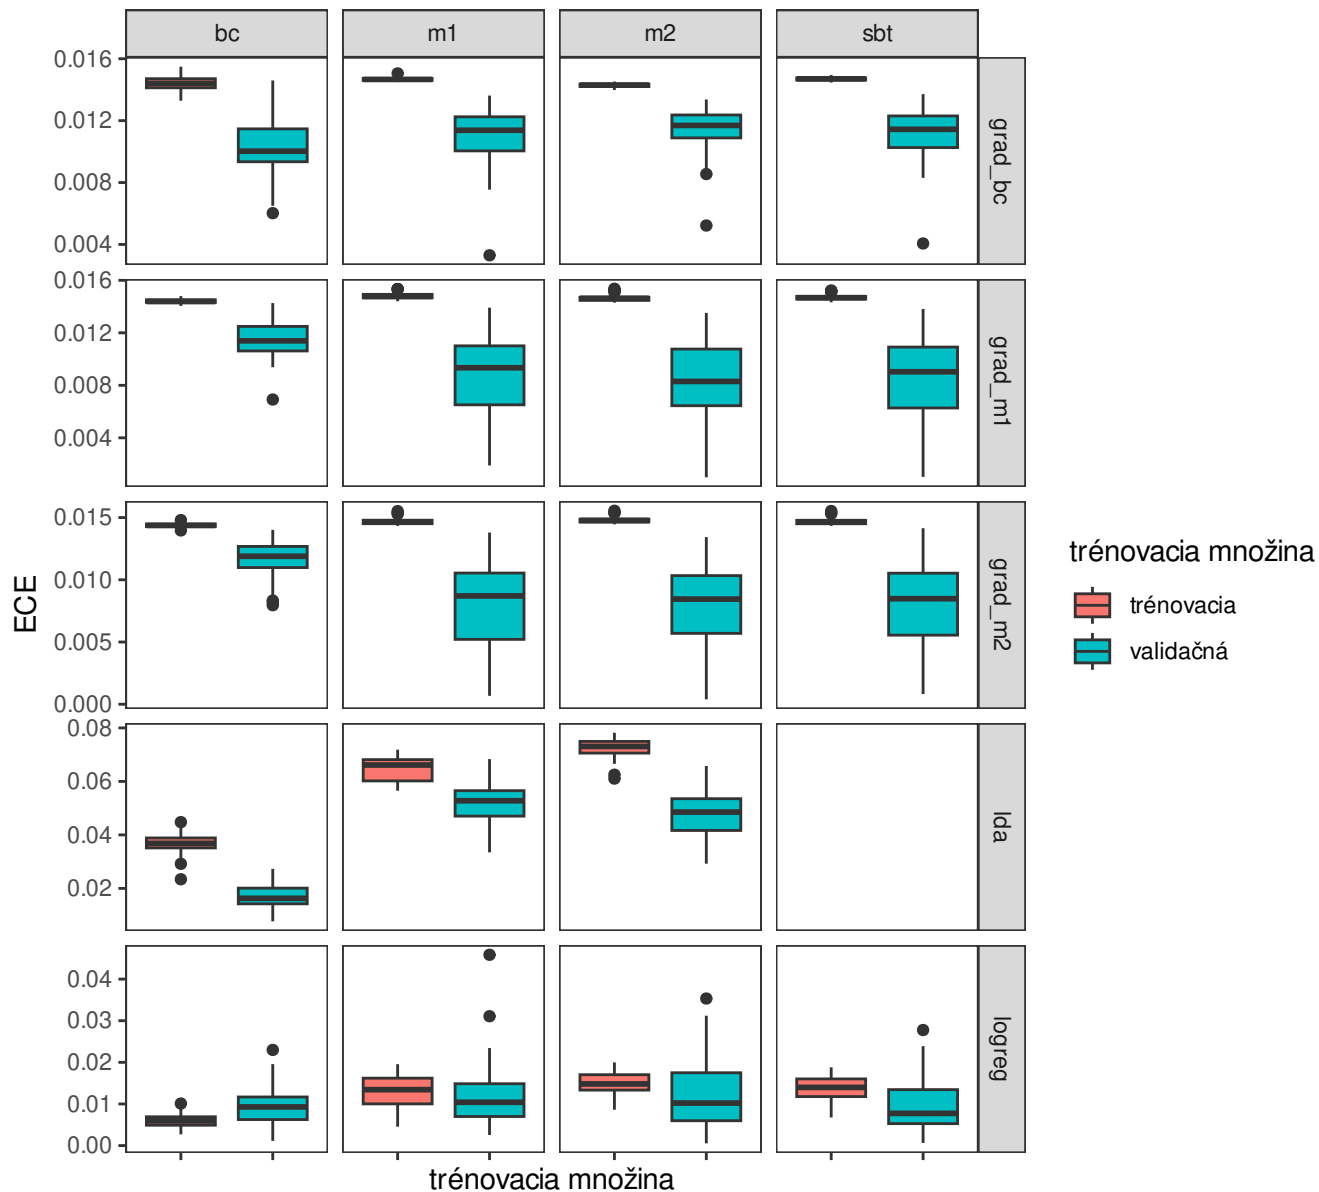 bc m1 m2 sbt
0.016
0.012
0.008
0.004
grad_bc
0.016
0.012
0.008
0.004
grad_m1
0.015
0.010
0.005
0.000
grad_m2
0.08
0.06
0.04
0.02
lda
0.04
0.03
0.02
0.01
0.00
logreg
ECE
trénovacia množina
trénovacia množina
trénovacia
validačná